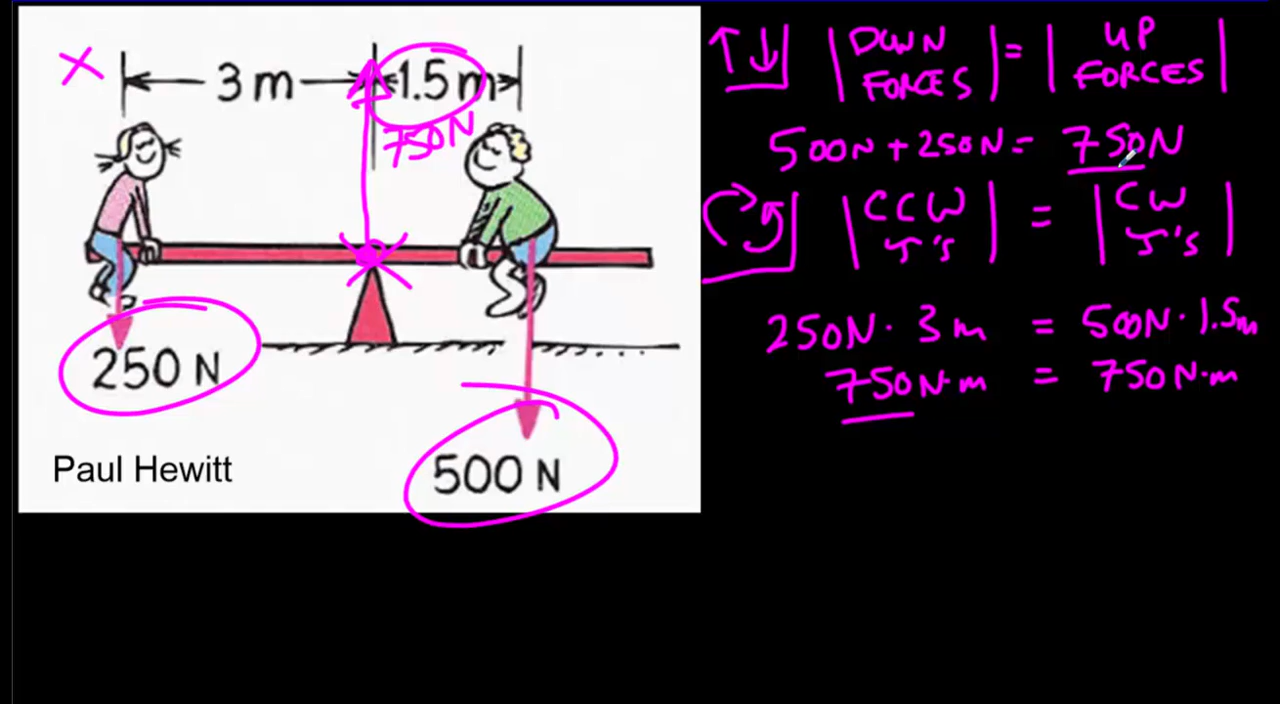 3 m
1.5 m
750N
250 N
500 N
Paul Hewitt
|DOWN FORCES| = |UP FORCES|
500N + 250N = 750N
|CCW τ's| = |CW τ's|
250N · 3m = 500N · 1.5m
750N·m = 750N·m